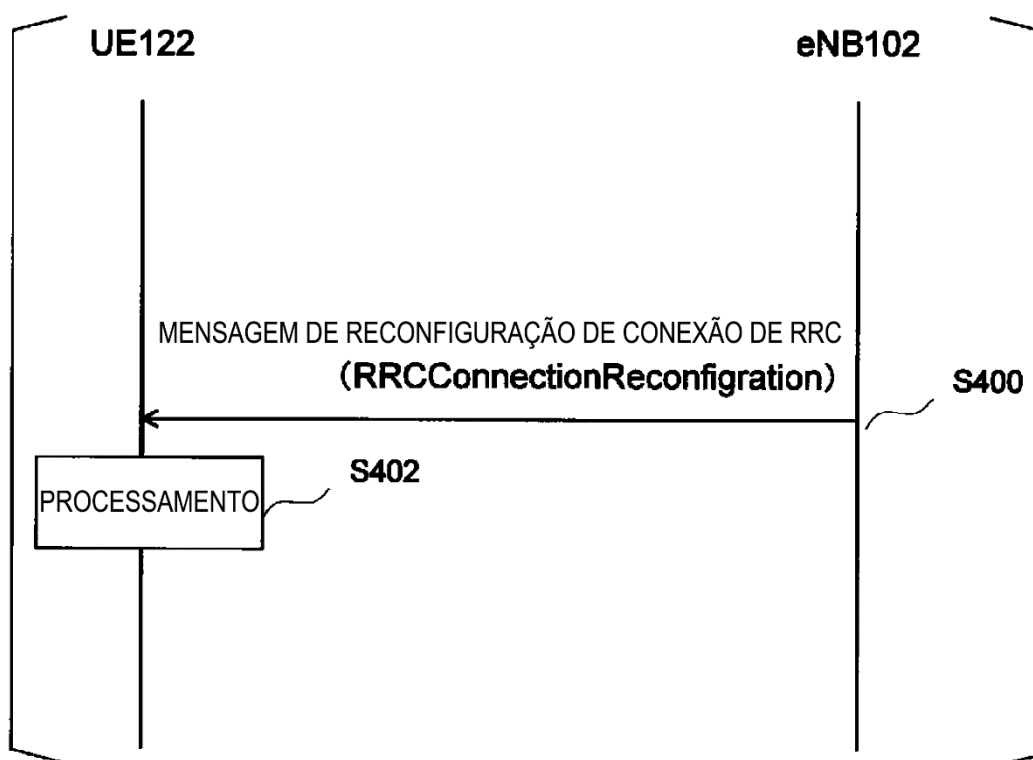 UE122
eNB102
MENSAGEM DE RECONFIGURAÇÃO DE CONEXÃO DE RRC
(RRCConnectionReconfigration)
S400
S402
PROCESSAMENTO